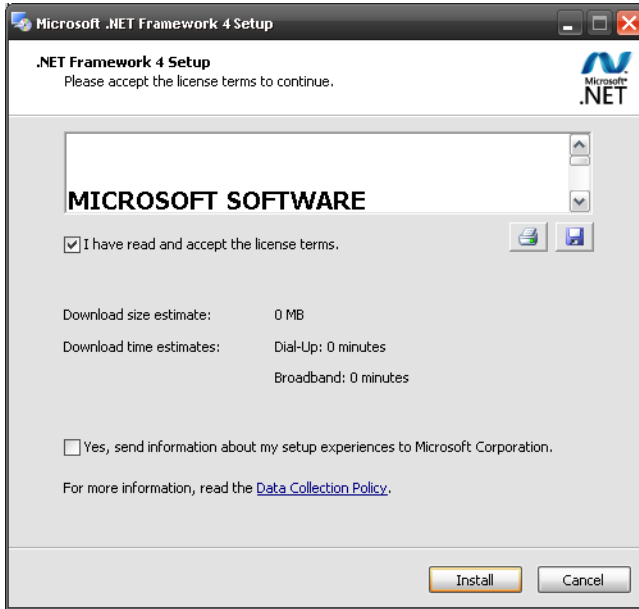 Microsoft .NET Framework 4 Setup
.NET Framework 4 Setup
Please accept the license terms to continue.
Microsoft®
.NET
MICROSOFT SOFTWARE
I have read and accept the license terms.
Download size estimate: 0 MB
Download time estimates: Dial-Up: 0 minutes
Broadband: 0 minutes
Yes, send information about my setup experiences to Microsoft Corporation.
For more information, read the Data Collection Policy.
Install Cancel